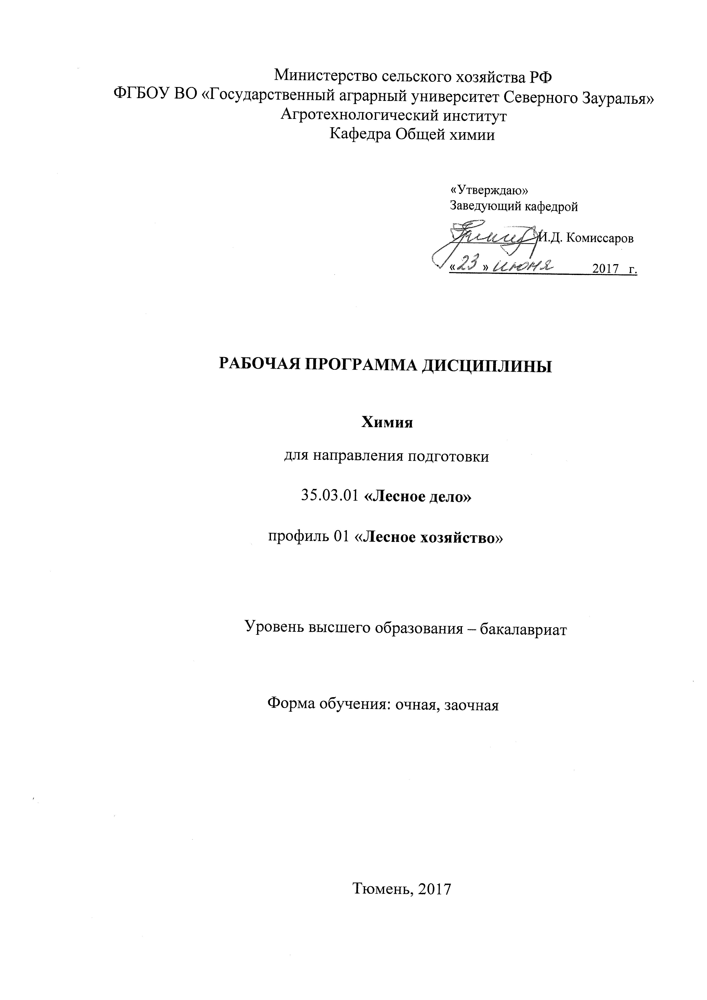 Министерство сельского хозяйства РФ
ФГБОУ ВО «Государственный аграрный университет Северного Зауралья»
Агротехнологический институт
Кафедра Общей химии
«Утверждаю»
Заведующий кафедрой
И.Д. Комиссаров
«23» июня 2017 г.
РАБОЧАЯ ПРОГРАММА ДИСЦИПЛИНЫ
Химия
для направления подготовки
35.03.01 «Лесное дело»
профиль 01 «Лесное хозяйство»
Уровень высшего образования – бакалавриат
Форма обучения: очная, заочная
Тюмень, 2017